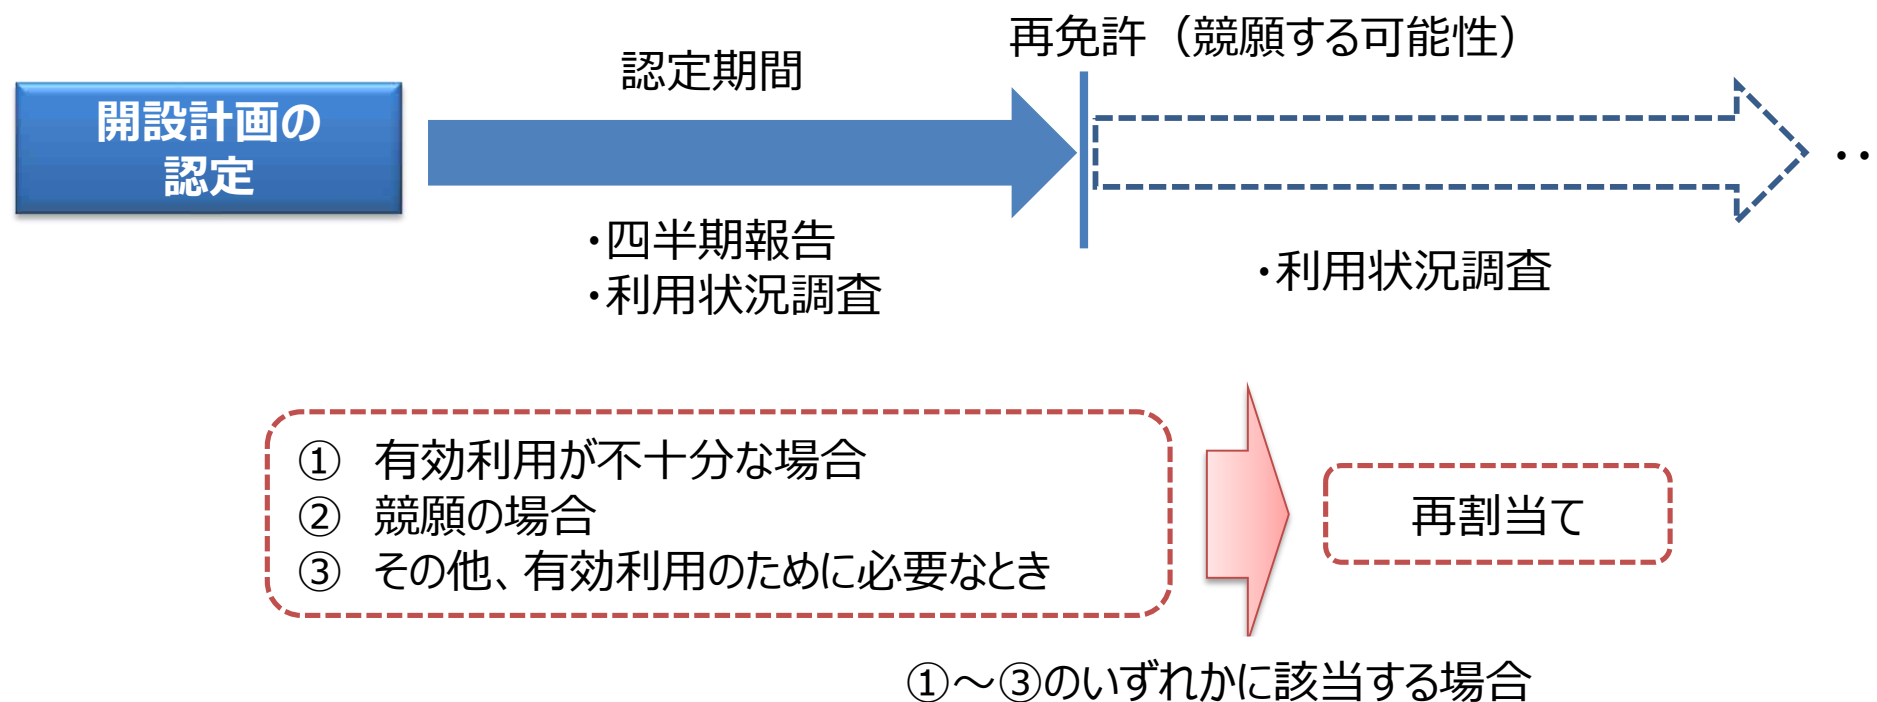 再免許（競願する可能性）
認定期間
開設計画の
認定
‥
・四半期報告
・利用状況調査
・利用状況調査
① 有効利用が不十分な場合
② 競願の場合
③ その他、有効利用のために必要なとき
再割当て
①～③のいずれかに該当する場合